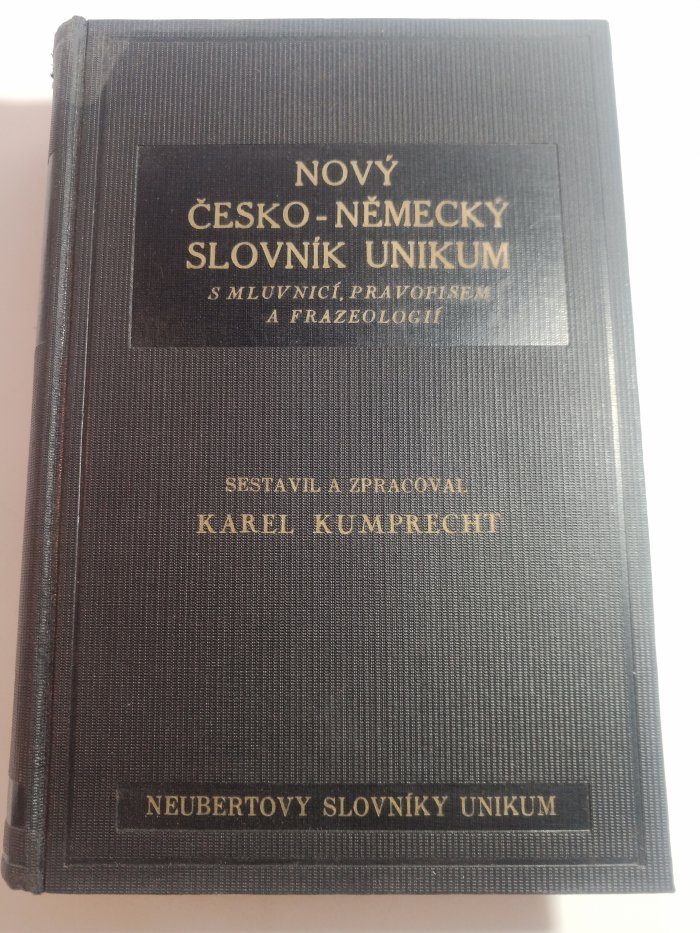 NOVÝ
ČESKO-NĚMECKÝ
SLOVNÍK UNIKUM
S MLUVNICÍ, PRAVOPISEM
A FRAZEOLOGIÍ
SESTAVIL A ZPRACOVAL
KAREL KUMPRECHT
NEUBERTOVY SLOVNÍKY UNIKUM